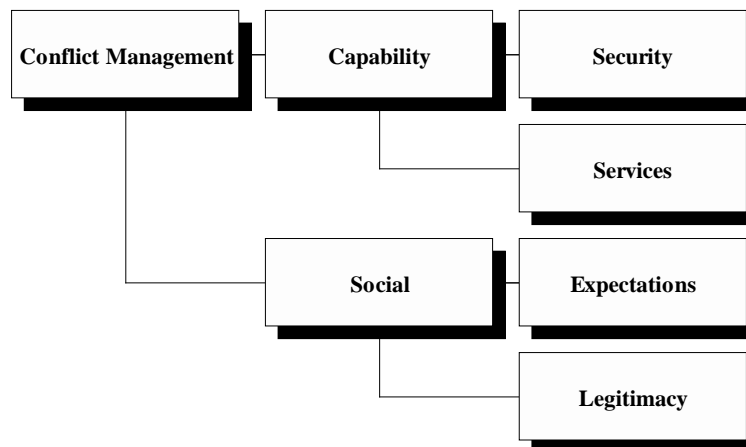 Conflict Management
Capability
Security
Services
Social
Expectations
Legitimacy